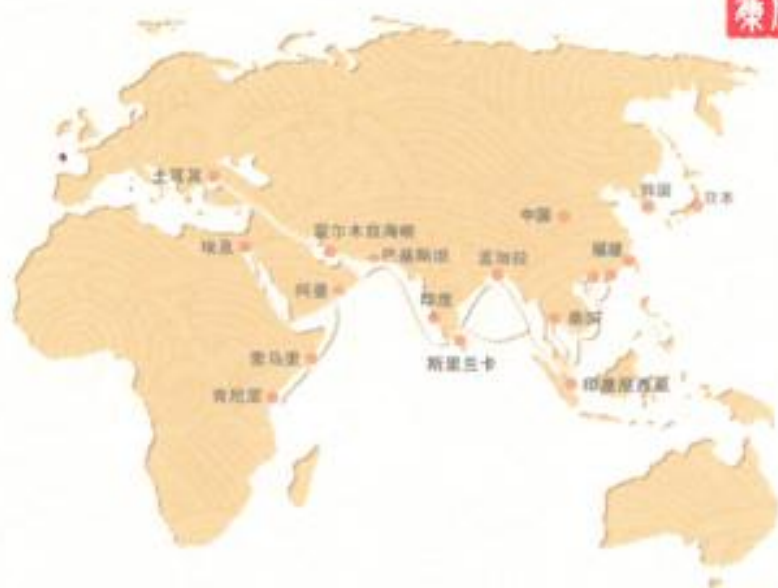 土耳其
韩国
日本
中国
霍尔木兹海峡
埃及
巴基斯坦
孟加拉
福建
阿曼
印度
泰国
索马里
斯里兰卡
肯尼亚
印度尼西亚